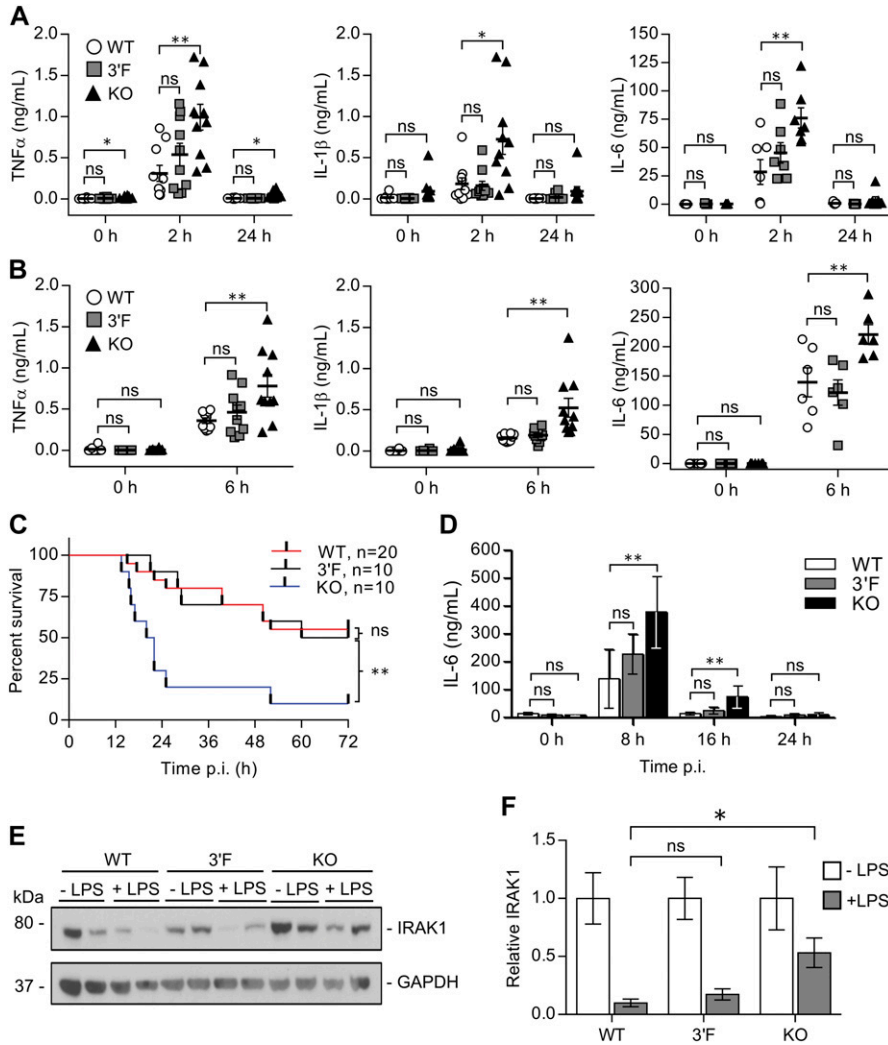 A
WT
3'F
KO
TNFα (ng/mL)
2.0
1.5
1.0
0.5
0.0
*
ns
**
ns
*
ns
0 h
2 h
24 h
IL-1β (ng/mL)
2.0
1.5
1.0
0.5
0.0
ns
ns
*
ns
ns
ns
0 h
2 h
24 h
IL-6 (ng/mL)
150
125
100
75
50
25
0
ns
ns
**
ns
ns
ns
0 h
2 h
24 h
B
WT
3'F
KO
TNFα (ng/mL)
2.0
1.5
1.0
0.5
0.0
ns
ns
**
ns
0 h
6 h
IL-1β (ng/mL)
2.0
1.5
1.0
0.5
0.0
ns
ns
**
ns
0 h
6 h
IL-6 (ng/mL)
300
250
200
150
100
50
0
ns
ns
**
ns
0 h
6 h
C
Percent survival
100
75
50
25
0
WT, n=20
3'F, n=10
KO, n=10
ns
**
0 12 24 36 48 60 72
Time p.i. (h)
D
IL-6 (ng/mL)
600
500
400
300
200
100
0
WT
3'F
KO
ns
ns
**
ns
**
ns
ns
ns
0 h
8 h
16 h
24 h
Time p.i.
E
WT 3'F KO
kDa - LPS + LPS - LPS + LPS - LPS + LPS
80 - - IRAK1
37 - - GAPDH
F
Relative IRAK1
1.5
1.0
0.5
0.0
*
ns
- LPS
+LPS
WT 3'F KO